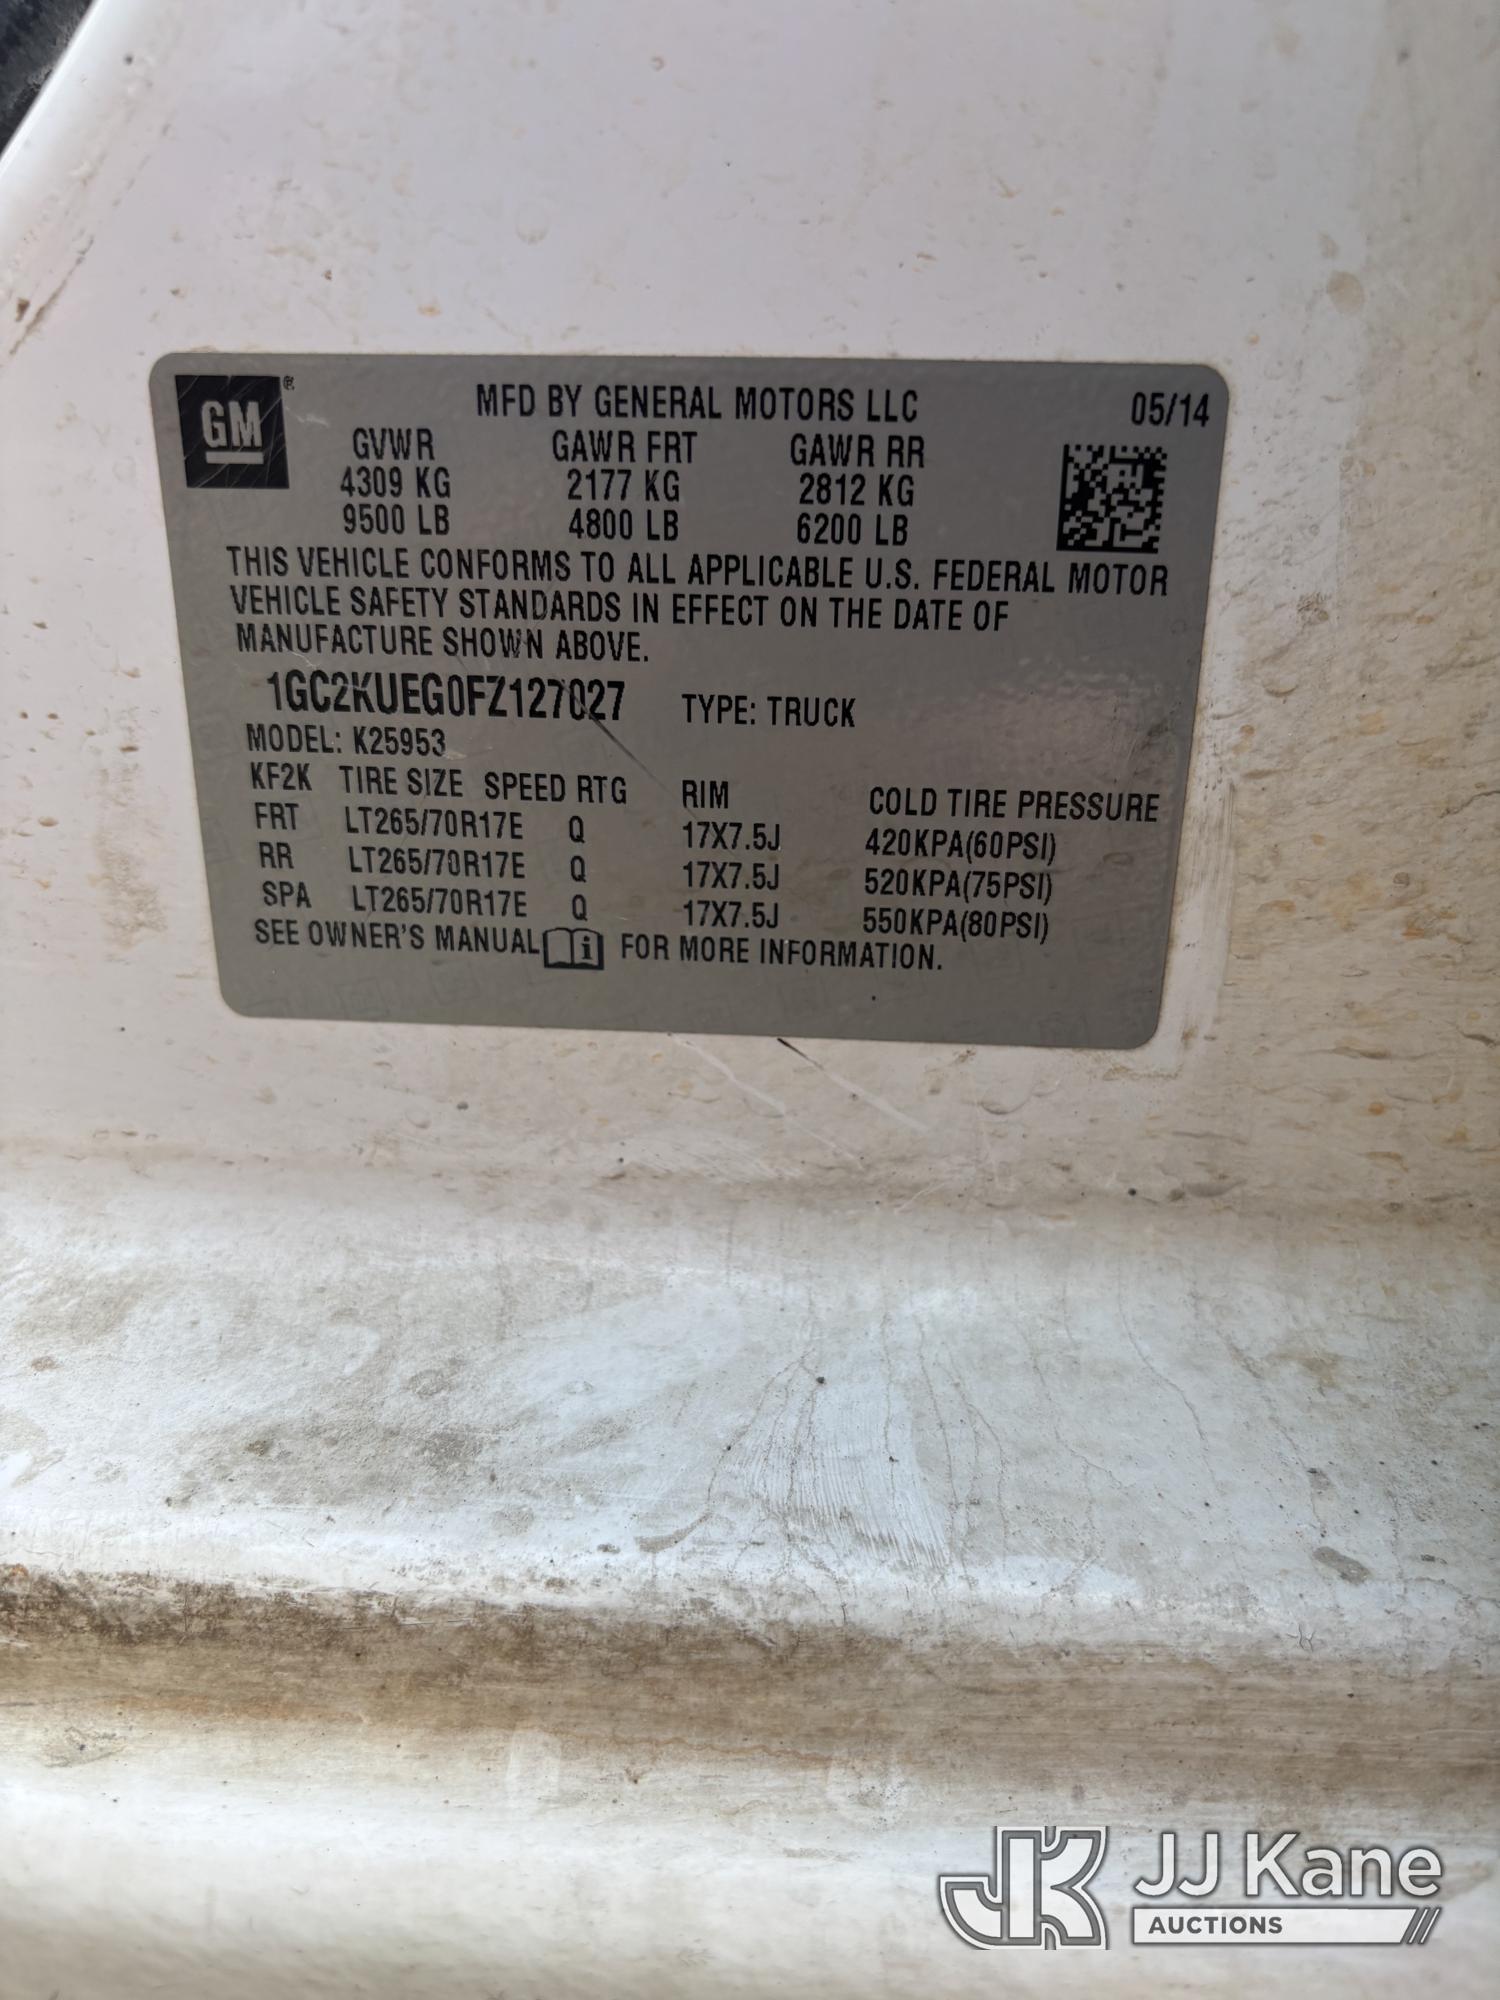 GM ® MFD BY GENERAL MOTORS LLC 05/14
GVWR GAWR FRT GAWR RR
4309 KG 2177 KG 2812 KG
9500 LB 4800 LB 6200 LB
THIS VEHICLE CONFORMS TO ALL APPLICABLE U.S. FEDERAL MOTOR
VEHICLE SAFETY STANDARDS IN EFFECT ON THE DATE OF
MANUFACTURE SHOWN ABOVE.
1GC2KUEG0FZ127027 TYPE: TRUCK
MODEL: K25953
KF2K TIRE SIZE SPEED RTG RIM COLD TIRE PRESSURE
FRT LT265/70R17E Q 17X7.5J 420KPA(60PSI)
RR LT265/70R17E Q 17X7.5J 520KPA(75PSI)
SPA LT265/70R17E Q 17X7.5J 550KPA(80PSI)
SEE OWNER'S MANUAL i FOR MORE INFORMATION.
JK JJ Kane
AUCTIONS